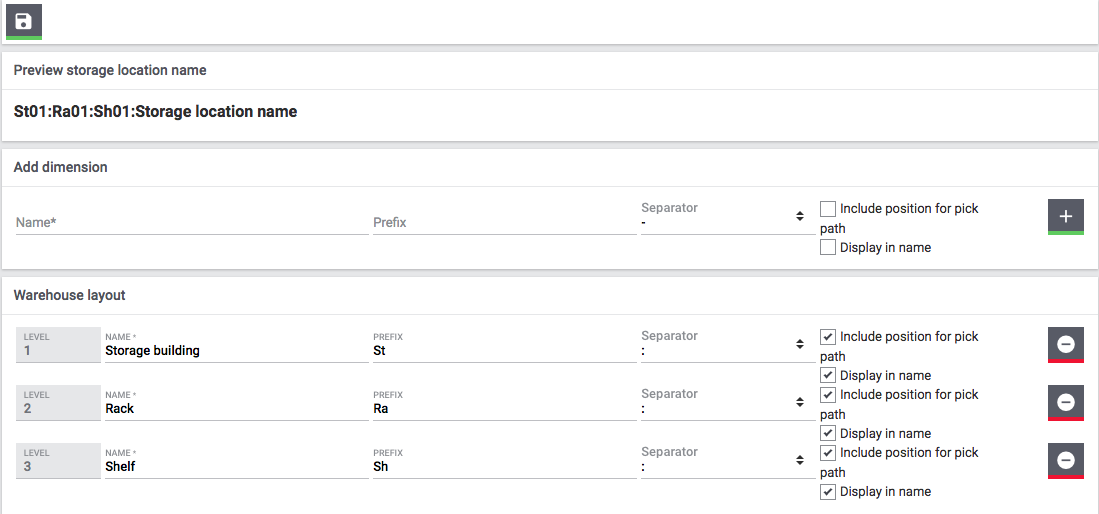 Preview storage location name
St01:Ra01:Sh01:Storage location name
Add dimension
Name*
Prefix
Separator
-
Include position for pick
path
Display in name
Warehouse layout
LEVEL
1
NAME *
Storage building
PREFIX
St
Separator
:
Include position for pick
path
Display in name
LEVEL
2
NAME *
Rack
PREFIX
Ra
Separator
:
Include position for pick
path
Display in name
LEVEL
3
NAME *
Shelf
PREFIX
Sh
Separator
:
Include position for pick
path
Display in name